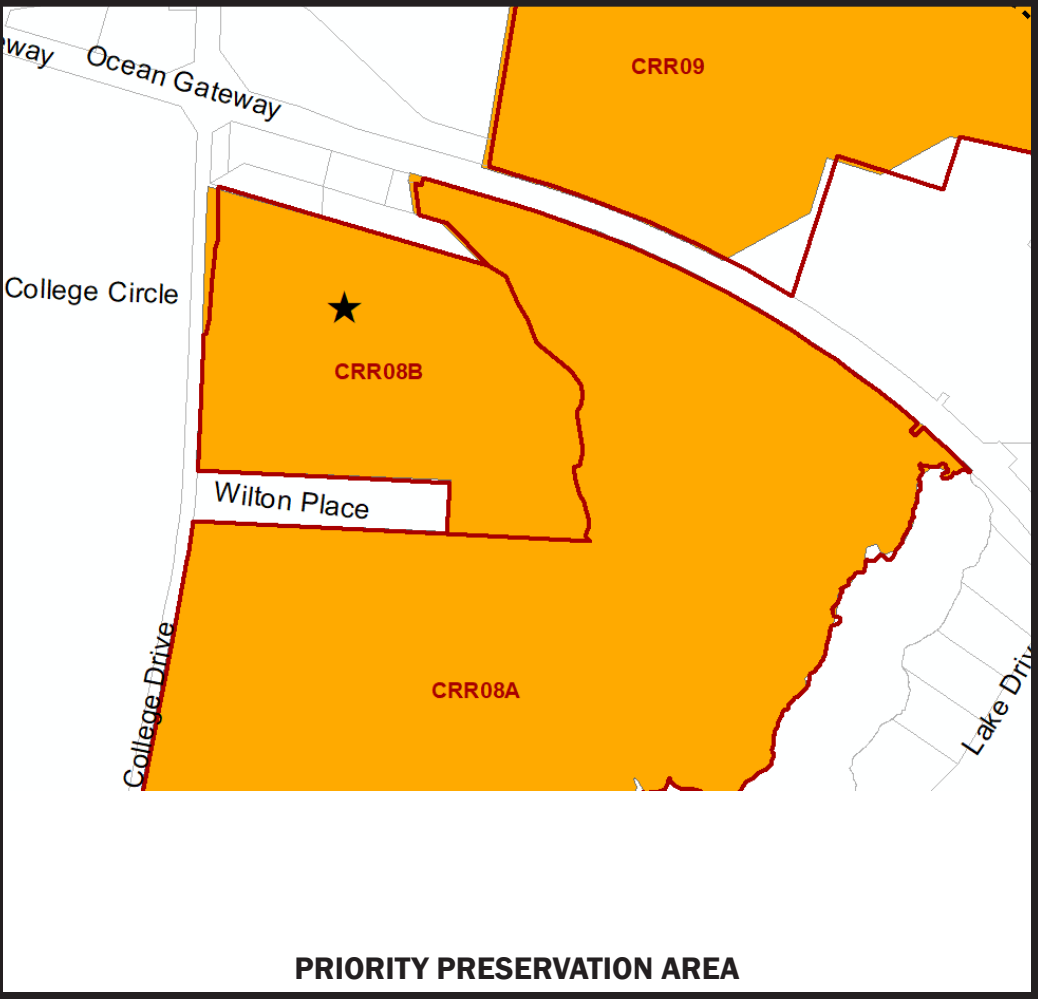 CRR09
way
Ocean Gateway
College Circle
CRR08B
Wilton Place
College Drive
CRR08A
Lake Driv
PRIORITY PRESERVATION AREA